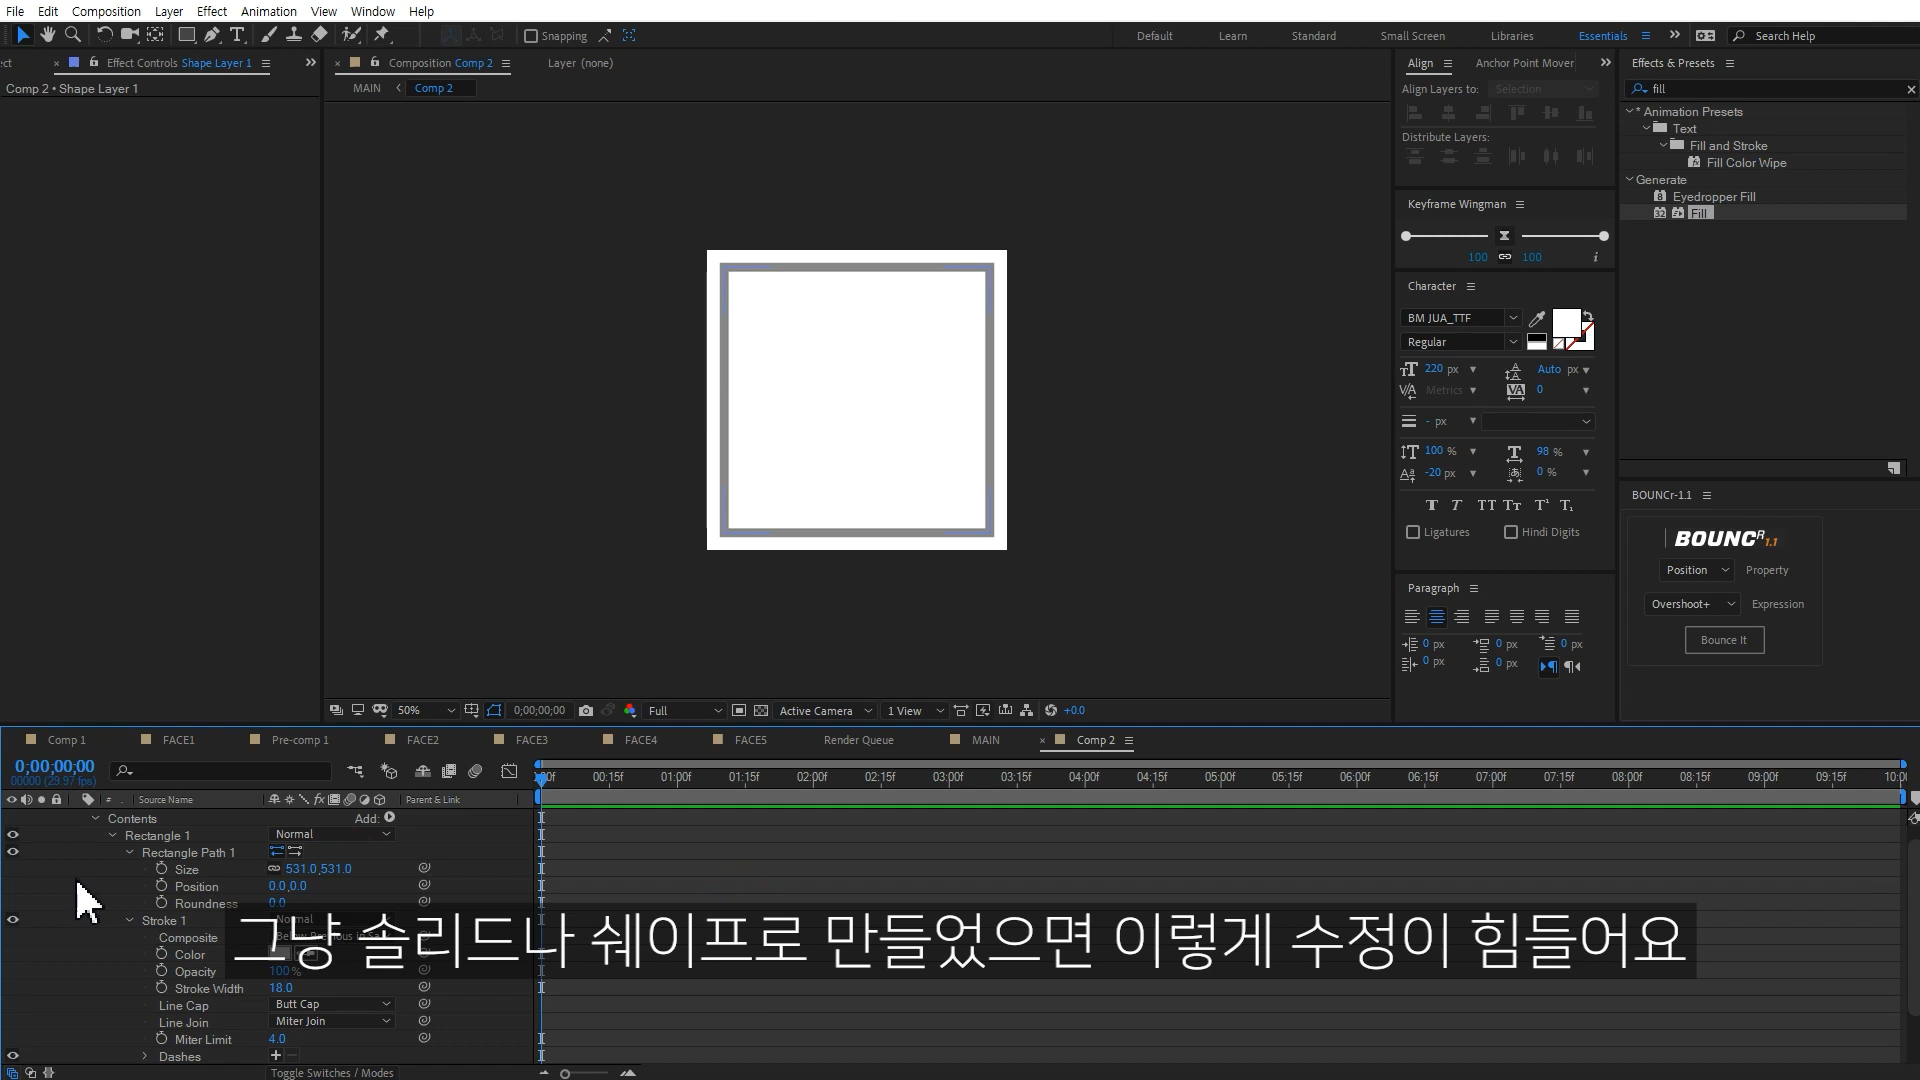 File Edit Composition Layer Effect Animation View Window Help
Snapping Default Learn Standard Small Screen Libraries Essentials Search Help
ect Effect Controls Shape Layer 1
Comp 2 • Shape Layer 1
Composition Comp 2 Layer (none)
MAIN Comp 2
Align Anchor Point Mover
Align Layers to: Selection
Distribute Layers:
Keyframe Wingman
100 100
Character
BM JUA_TTF
Regular
220 px Auto px
Metrics 0
- px
100 % 98 %
-20 px 0 %
Ligatures Hindi Digits
Paragraph
0 px 0 px 0 px
0 px 0 px
Effects & Presets
fill
* Animation Presets
Text
Fill and Stroke
Fill Color Wipe
Generate
Eyedropper Fill
Fill
BOUNCr-1.1
BOUNCR 1.1
Position Property
Overshoot+ Expression
Bounce It
50% 0;00;00;00 Full Active Camera 1 View +0.0
Comp 1 FACE1 Pre-comp 1 FACE2 FACE3 FACE4 FACE5 Render Queue MAIN Comp 2
0;00;00;00
00000 (29.97 fps)
00f 00:15f 01:00f 01:15f 02:00f 02:15f 03:00f 03:15f 04:00f 04:15f 05:00f 05:15f 06:00f 06:15f 07:00f 07:15f 08:00f 08:15f 09:00f 09:15f 10:00
# Source Name Parent & Link
Contents Add:
Rectangle 1 Normal
Rectangle Path 1
Size 531.0,531.0
Position 0.0,0.0
Roundness 0.0
Stroke 1 Normal
Composite Below Previous in Sa
Color
Opacity 100%
Stroke Width 18.0
Line Cap Butt Cap
Line Join Miter Join
Miter Limit 4.0
Dashes
Toggle Switches / Modes
그냥 솔리드나 쉐이프로 만들었으면 이렇게 수정이 힘들어요